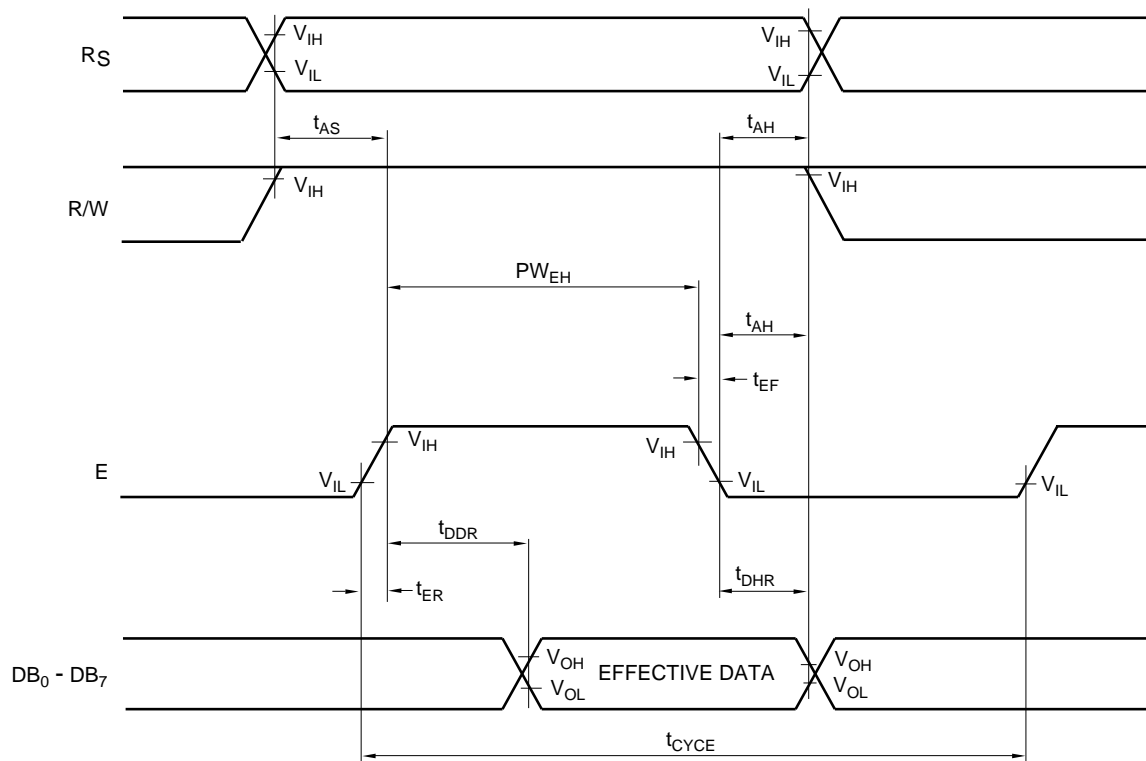 RS
VIH
VIH
VIL
VIL
tAS
tAH
R/W
VIH
VIH
PWEH
tAH
tEF
E
VIH
VIH
VIL
VIL
VIL
tDDR
tER
tDHR
DB0 - DB7
VOH
EFFECTIVE DATA
VOH
VOL
VOL
tCYCE